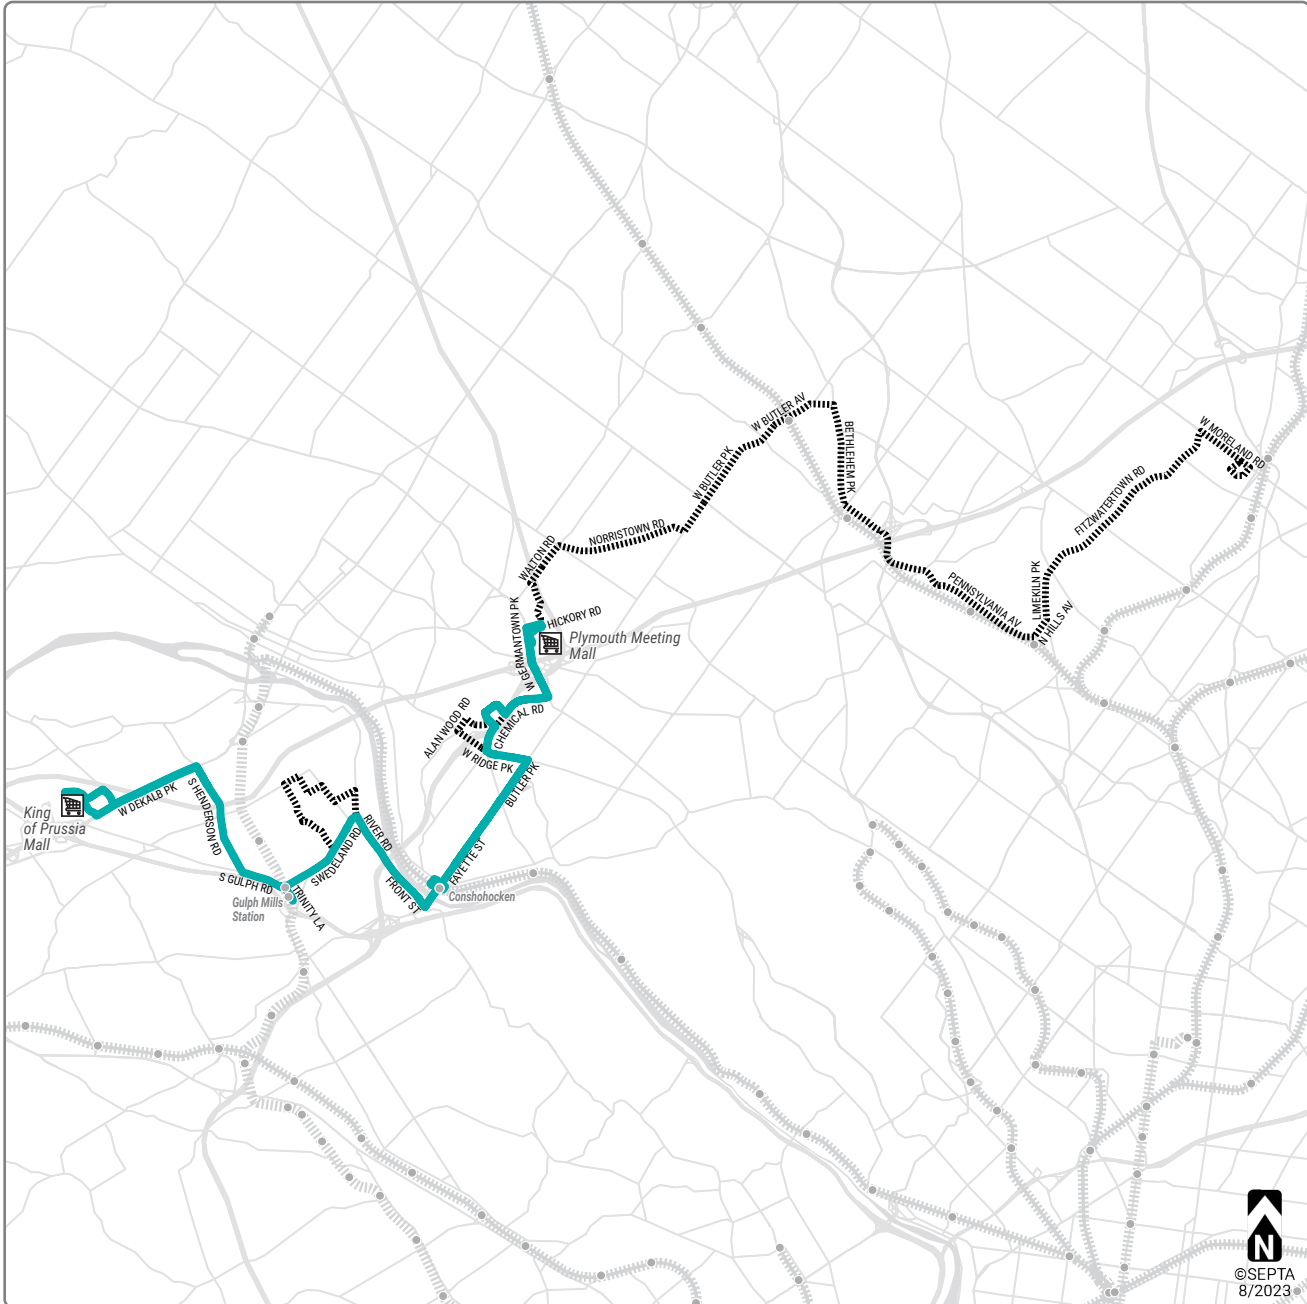 W BUTLER AV
BETHLEHEM PK
W MORELAND RD
W BUTLER PK
FITZWATERTOWN RD
NORRISTOWN RD
WALTON RD
PENNSYLVANIA AV
LIMEKILN PK
N HILLS AV
HICKORY RD
W GERMANTOWN PK
Plymouth Meeting
Mall
ALAN WOOD RD
CHEMICAL RD
W RIDGE PK
BUTLER PK
W DEKALB PK
King
of Prussia
Mall
S HENDERSON RD
RIVER RD
SWEDELAND RD
FAYETTE ST
S GULPH RD
FRONT ST
TRINITY LA
Gulph Mills
Station
Conshohocken
N
©SEPTA
8/2023